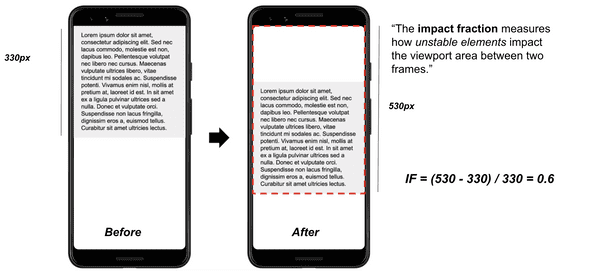 330px
Lorem ipsum dolor sit amet,
consectetur adipiscing elit. Sed nec
lacus commodo, molestie est non,
dapibus leo. Pellentesque volutpat
nec libero nec cursus. Maecenas
vulputate ultrices libero, vitae
tincidunt mi sodales ac. Suspendisse
potenti. Vivamus enim nisl, mollis at
pretium at, laoreet id est. In sit amet
ex a ligula pulvinar ultrices sed a
nulla. Donec et vulputate orci.
Suspendisse porttitor nunc fringilla,
dignissim eros a, euismod tellus.
Curabitur sit amet ultricies lectus.
Before
Lorem ipsum dolor sit amet,
consectetur adipiscing elit. Sed nec
lacus commodo, molestie est non,
dapibus leo. Pellentesque volutpat
nec libero nec cursus. Maecenas
vulputate ultrices libero, vitae
tincidunt mi sodales ac. Suspendisse
potenti. Vivamus enim nisl, mollis at
pretium at, laoreet id est. In sit amet
ex a ligula pulvinar ultrices sed a
nulla. Donec et vulputate orci.
Suspendisse porttitor nunc fringilla,
dignissim eros a, euismod tellus.
Curabitur sit amet ultricies lectus.
After
530px
“The impact fraction measures
how unstable elements impact
the viewport area between two
frames.”
IF = (530 - 330) / 330 = 0.6